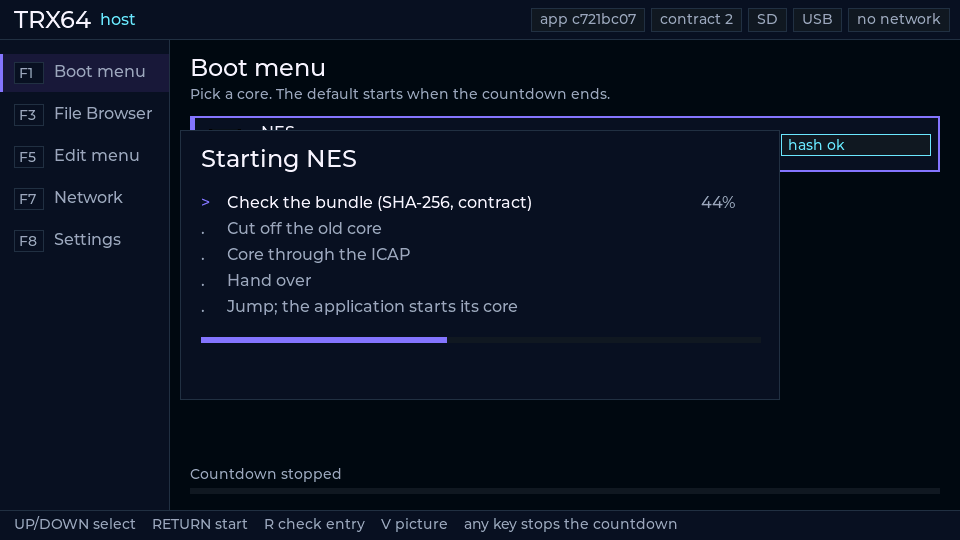 TRX64 host
app c721bc07 contract 2 SD USB no network
F1 Boot menu
F3 File Browser
F5 Edit menu
F7 Network
F8 Settings
Boot menu
Pick a core. The default starts when the countdown ends.
NES
hash ok
Starting NES
> Check the bundle (SHA-256, contract) 44%
. Cut off the old core
. Core through the ICAP
. Hand over
. Jump; the application starts its core
Countdown stopped
UP/DOWN select RETURN start R check entry V picture any key stops the countdown